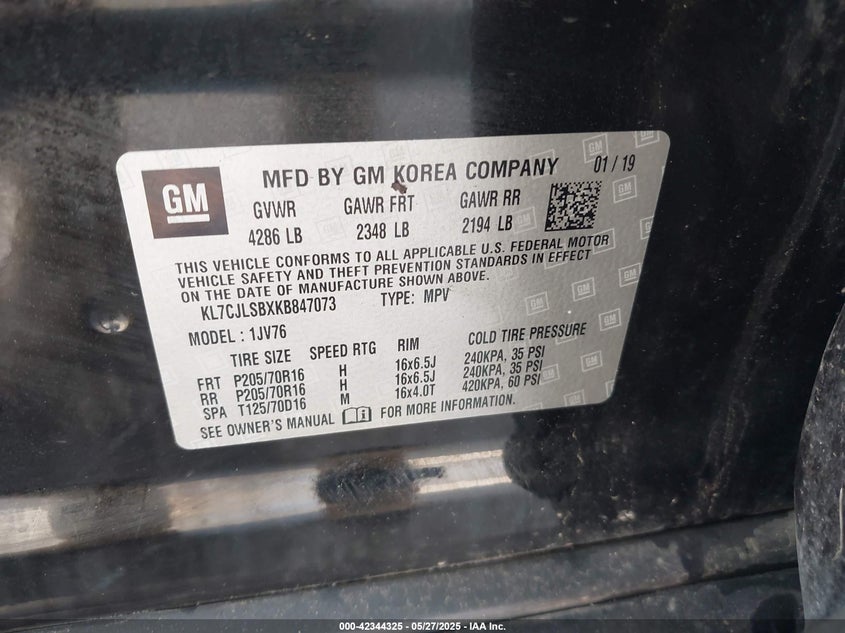 GM
MFD BY GM KOREA COMPANY 01 / 19
GVWR GAWR FRT GAWR RR
4286 LB 2348 LB 2194 LB
THIS VEHICLE CONFORMS TO ALL APPLICABLE U.S. FEDERAL MOTOR
VEHICLE SAFETY AND THEFT PREVENTION STANDARDS IN EFFECT
ON THE DATE OF MANUFACTURE SHOWN ABOVE.
KL7CJLSBXKB847073 TYPE: MPV
MODEL : 1JV76
TIRE SIZE SPEED RTG RIM COLD TIRE PRESSURE
FRT P205/70R16 H 16x6.5J 240KPA, 35 PSI
RR P205/70R16 H 16x6.5J 240KPA, 35 PSI
SPA T125/70D16 M 16x4.0T 420KPA, 60 PSI
SEE OWNER'S MANUAL FOR MORE INFORMATION.
000-42344325 - 05/27/2025 - IAA Inc.